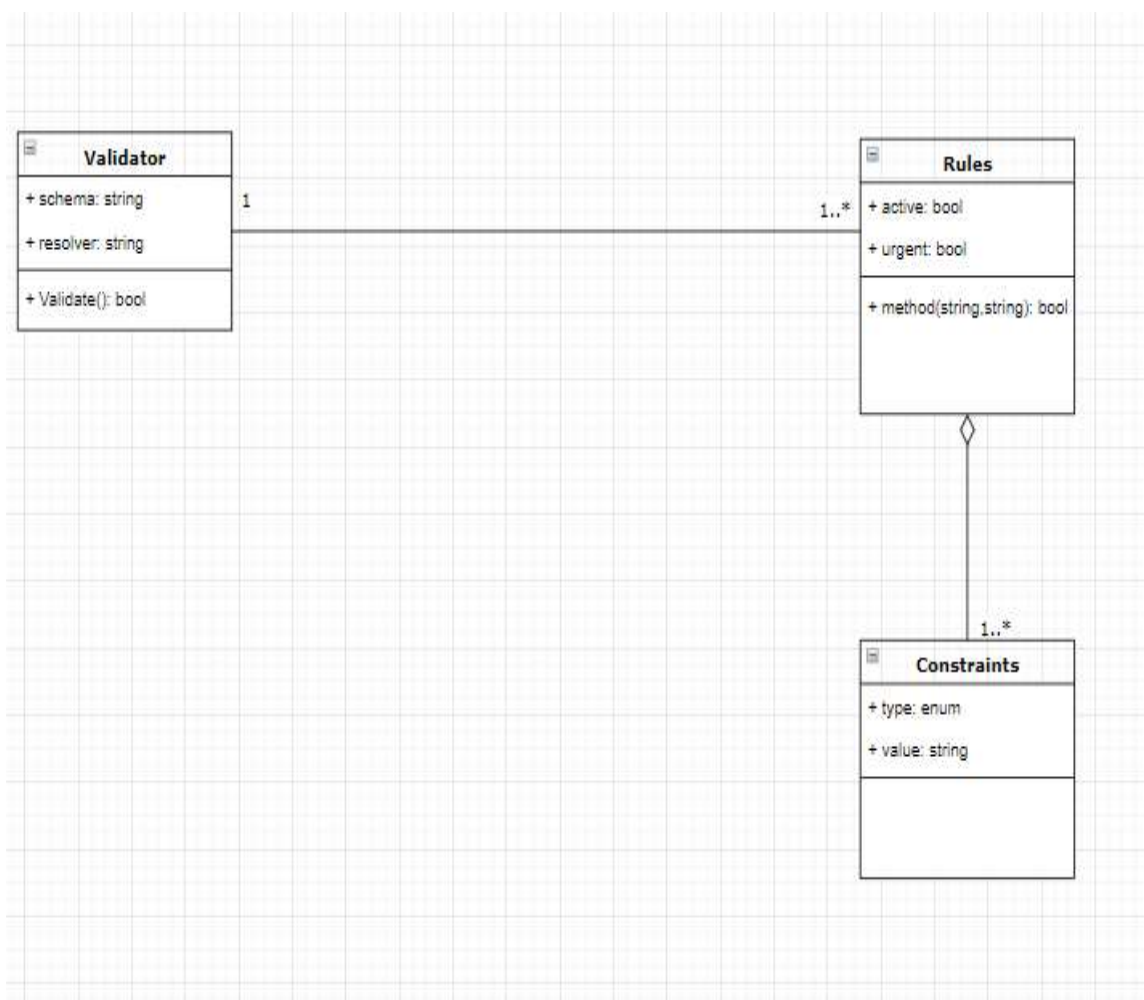 Validator
+ schema: string
+ resolver: string
+ Validate(): bool
1
1..*
Rules
+ active: bool
+ urgent: bool
+ method(string,string): bool
1..*
Constraints
+ type: enum
+ value: string